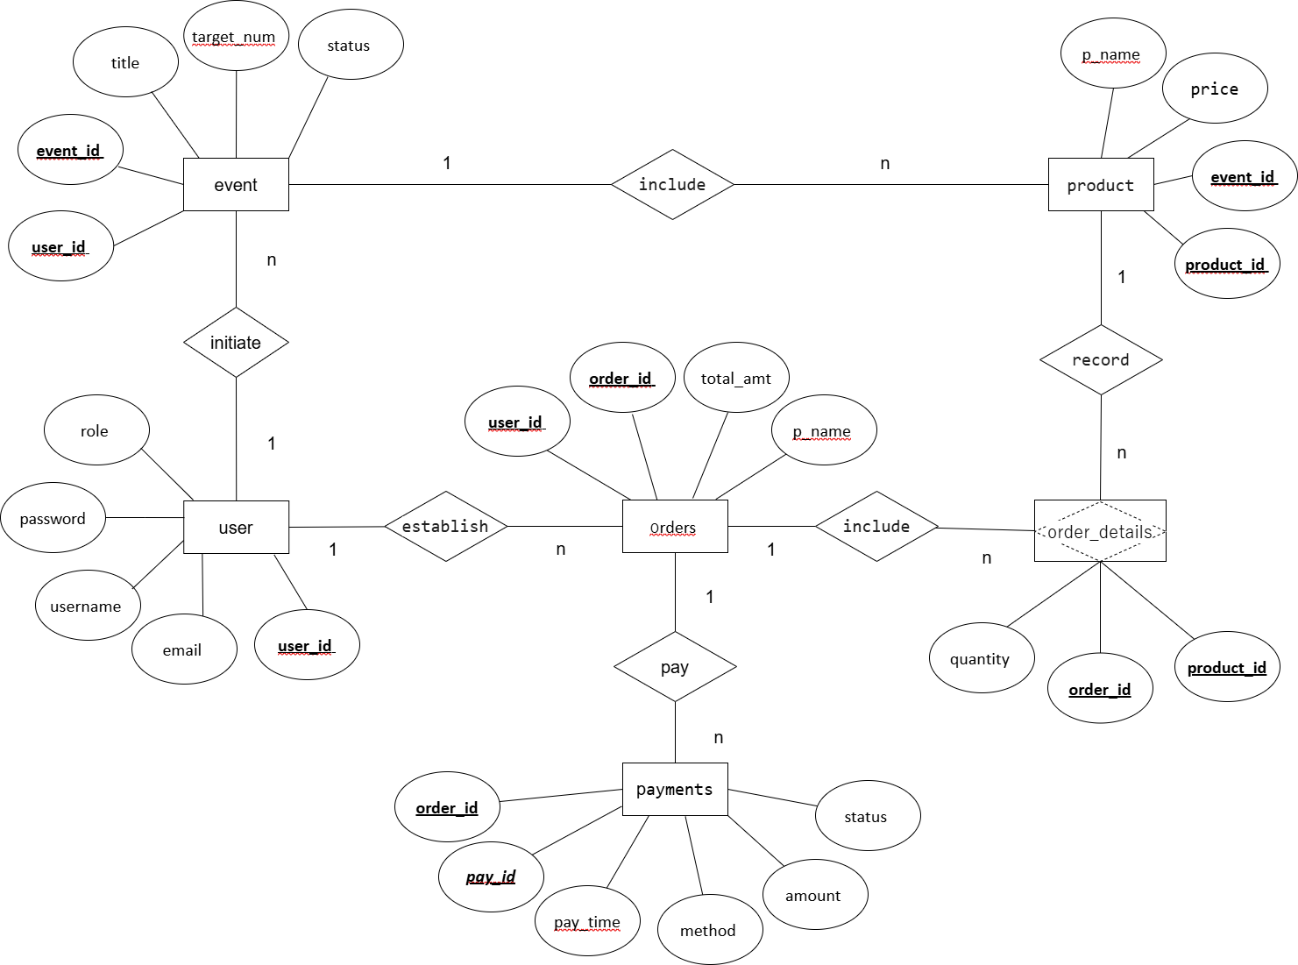 target_num
status
title
p_name
price
event_id
1
n
event
include
product
event_id
user_id
product_id
n
1
initiate
record
order_id
total_amt
user_id
p_name
role
1
n
password
user
establish
Orders
include
order_details
1
n
1
n
username
email
user_id
1
quantity
order_id
product_id
pay
n
payments
order_id
status
pay_id
amount
pay_time
method